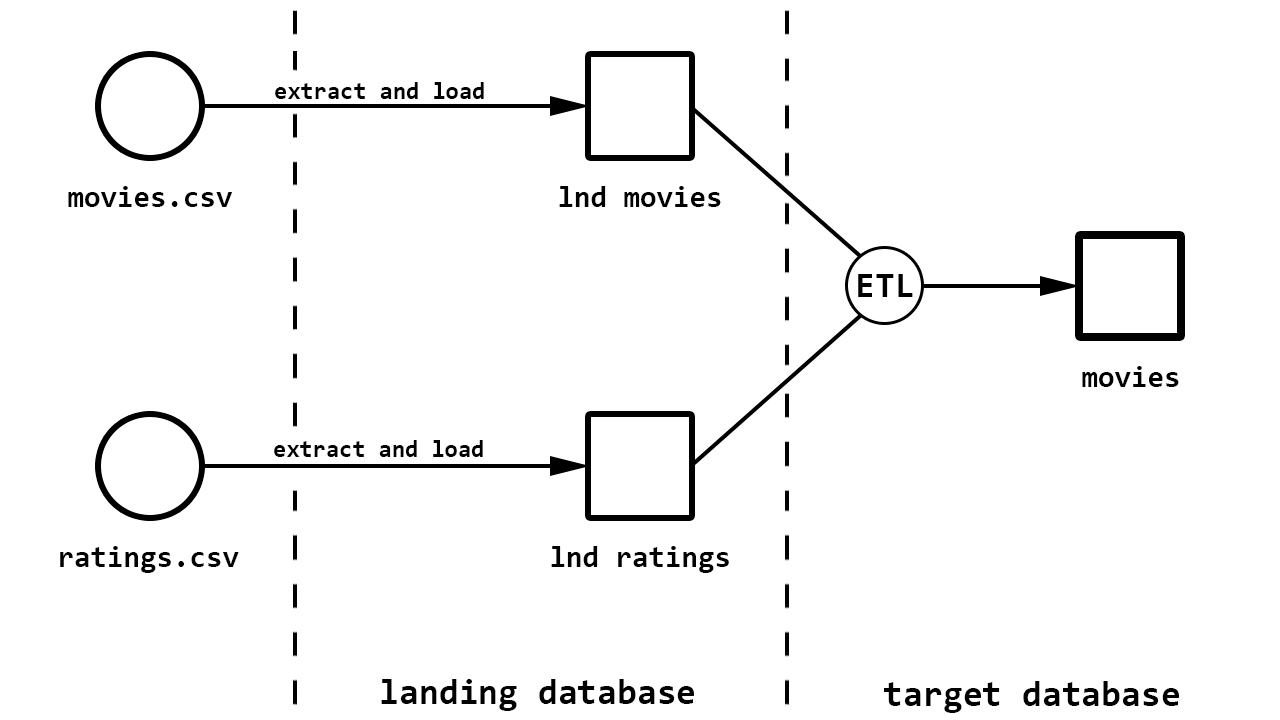 extract and load
movies.csv
lnd movies
ETL
movies
extract and load
ratings.csv
lnd ratings
landing database
target database